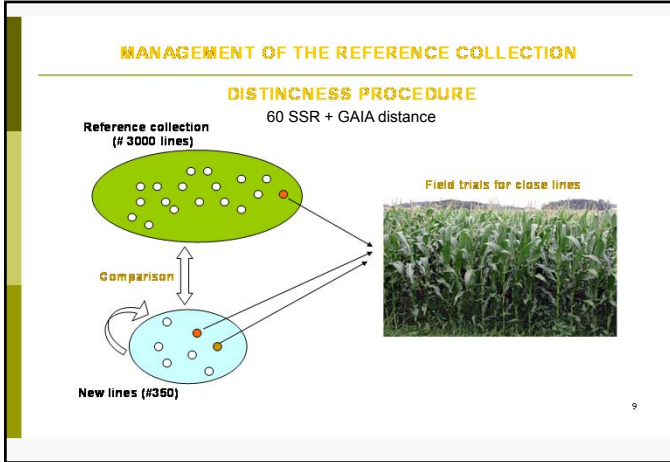 MANAGEMENT OF THE REFERENCE COLLECTION
DISTINCNESS PROCEDURE
60 SSR + GAIA distance
Reference collection
(# 3000 lines)
Field trials for close lines
Comparison
New lines (#350)
9